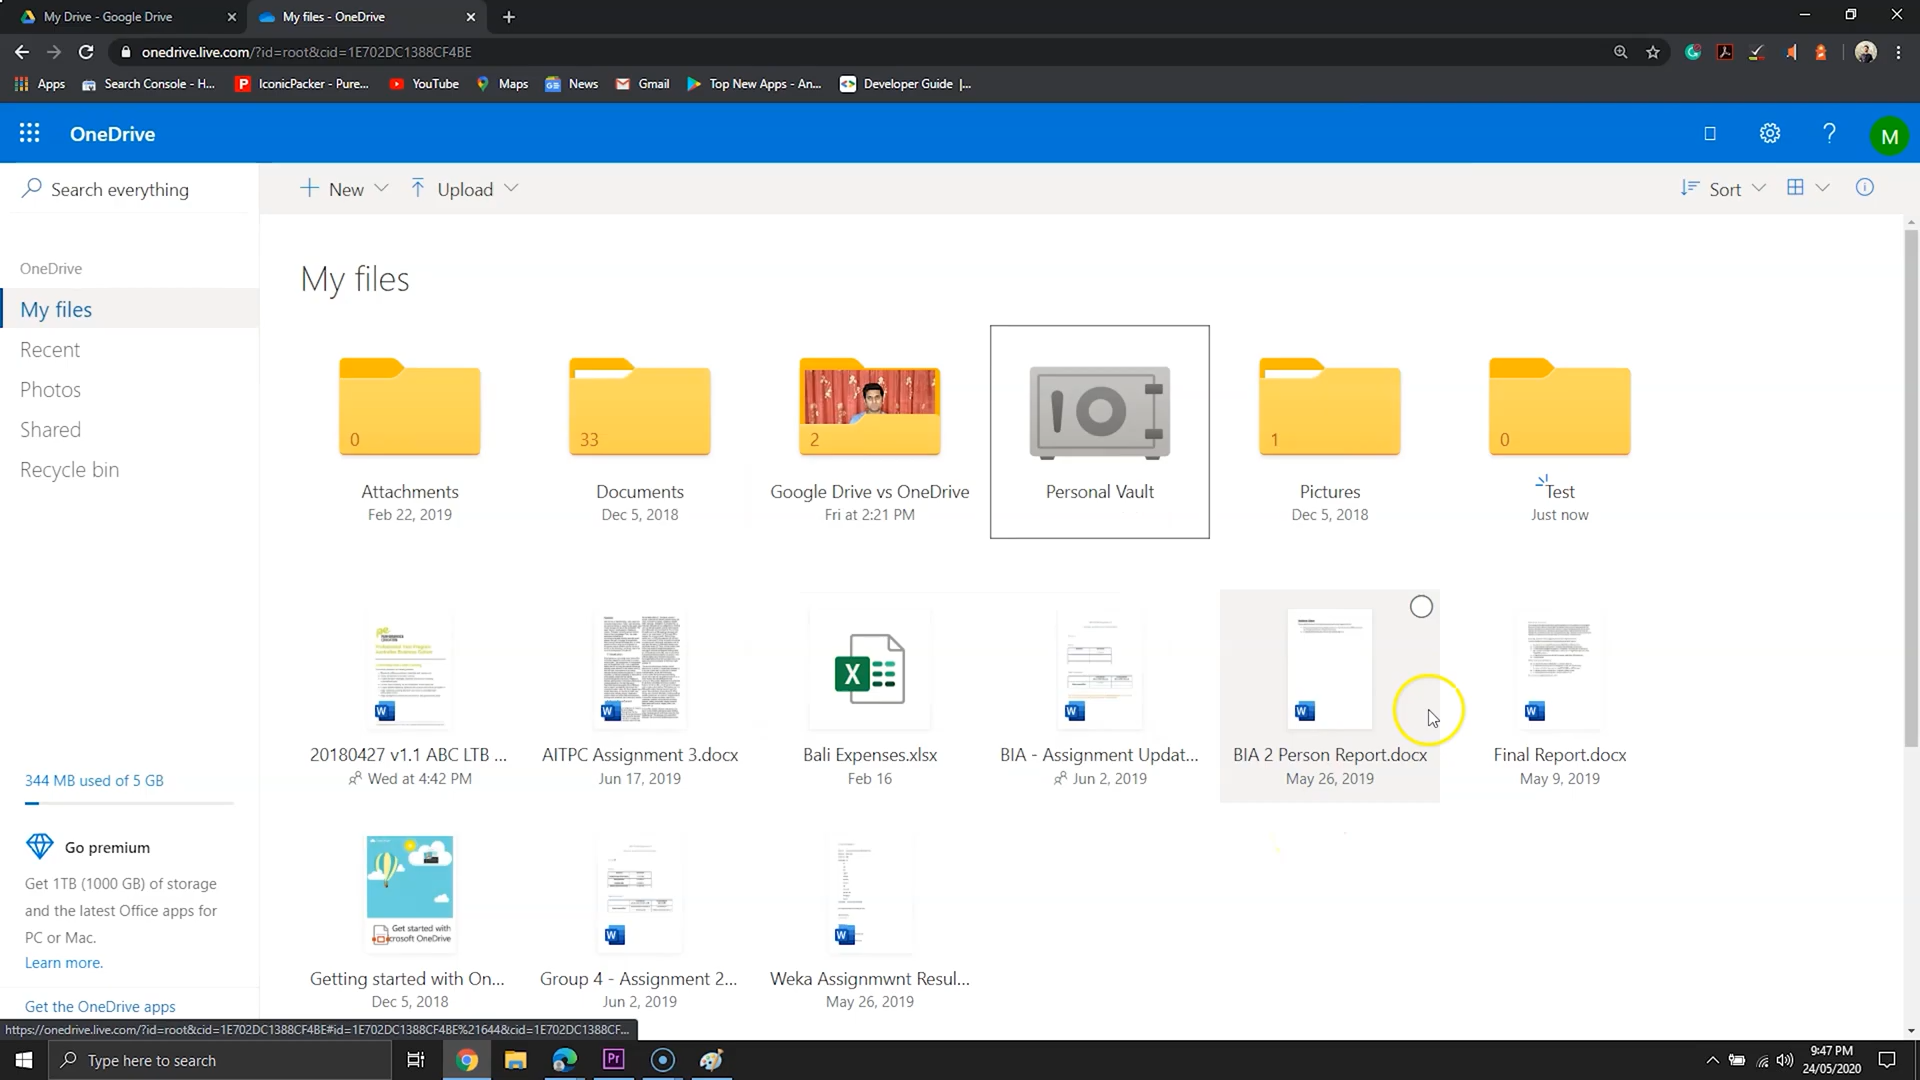 My Drive - Google Drive
My files - OneDrive
onedrive.live.com/?id=root&cid=1E702DC1388CF4BE
Apps
Search Console - H...
IconicPacker - Pure...
YouTube
Maps
News
Gmail
Top New Apps - An...
Developer Guide |...
OneDrive
M
Search everything
New
Upload
Sort
OneDrive
My files
Recent
Photos
Shared
Recycle bin
My files
0
33
2
1
0
Attachments
Feb 22, 2019
Documents
Dec 5, 2018
Google Drive vs OneDrive
Fri at 2:21 PM
Personal Vault
Pictures
Dec 5, 2018
Test
Just now
20180427 v1.1 ABC LTB ...
Wed at 4:42 PM
AITPC Assignment 3.docx
Jun 17, 2019
Bali Expenses.xlsx
Feb 16
BIA - Assignment Updat...
Jun 2, 2019
BIA 2 Person Report.docx
May 26, 2019
Final Report.docx
May 9, 2019
Get started with
Getting started with On...
Dec 5, 2018
Group 4 - Assignment 2...
Jun 2, 2019
Weka Assignmwnt Resul...
May 26, 2019
344 MB used of 5 GB
Go premium
Get 1TB (1000 GB) of storage
and the latest Office apps for
PC or Mac.
Learn more.
Get the OneDrive apps
https://onedrive.live.com/?id=root&cid=1E702DC1388CF4BE#id=1E702DC1388CF4BE%21644&cid=1E702DC1388CF...
Type here to search
9:47 PM
24/05/2020